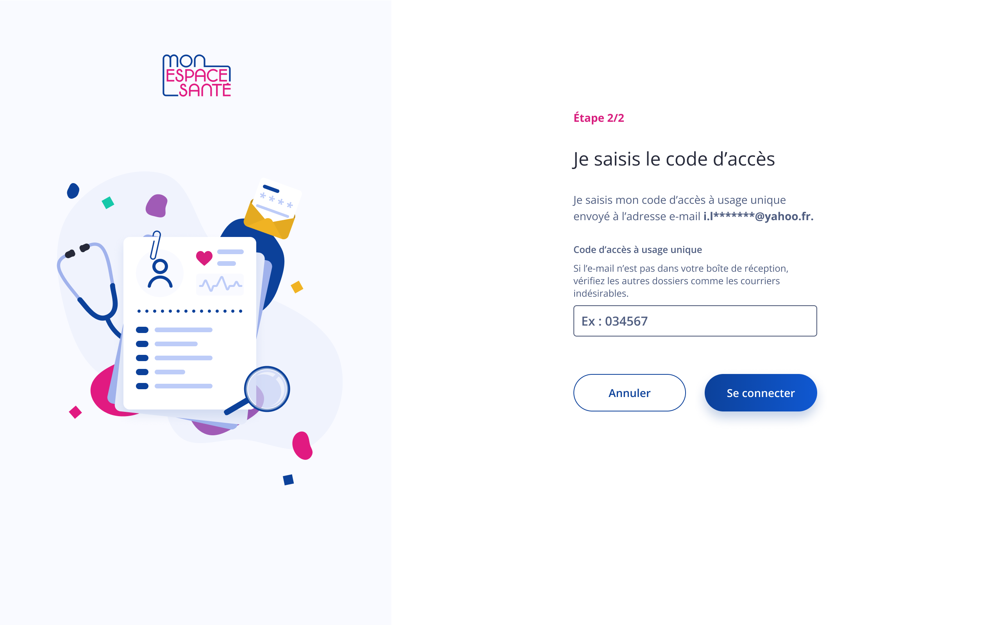 mon
ESPACE
SANTÉ
Étape 2/2
Je saisis le code d’accès
Je saisis mon code d’accès à usage unique
envoyé à l’adresse e-mail i.l*******@yahoo.fr.
Code d’accès à usage unique
Si l’e-mail n’est pas dans votre boîte de réception,
vérifiez les autres dossiers comme les courriers
indésirables.
Ex : 034567
Annuler
Se connecter